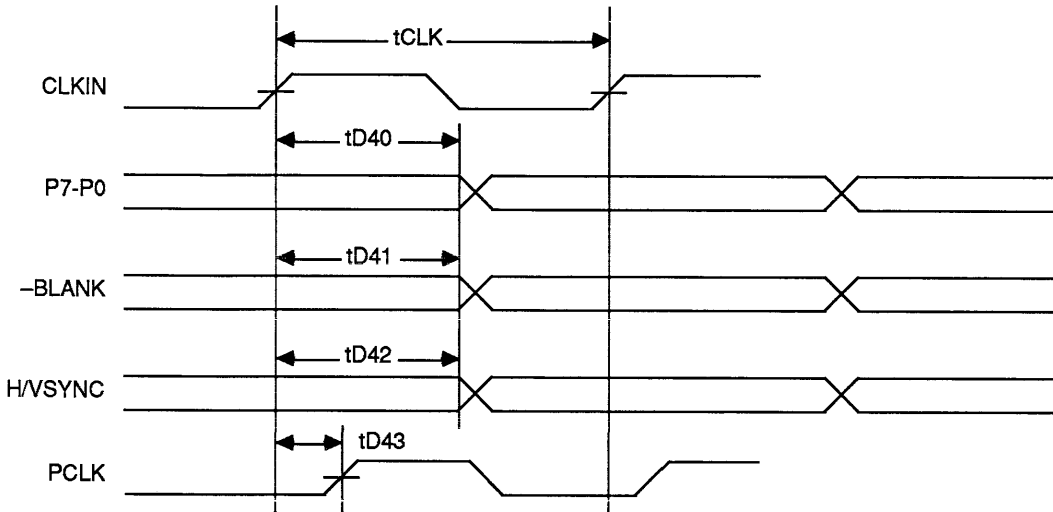 tCLK
CLKIN
tD40
P7-P0
tD41
–BLANK
tD42
H/VSYNC
tD43
PCLK